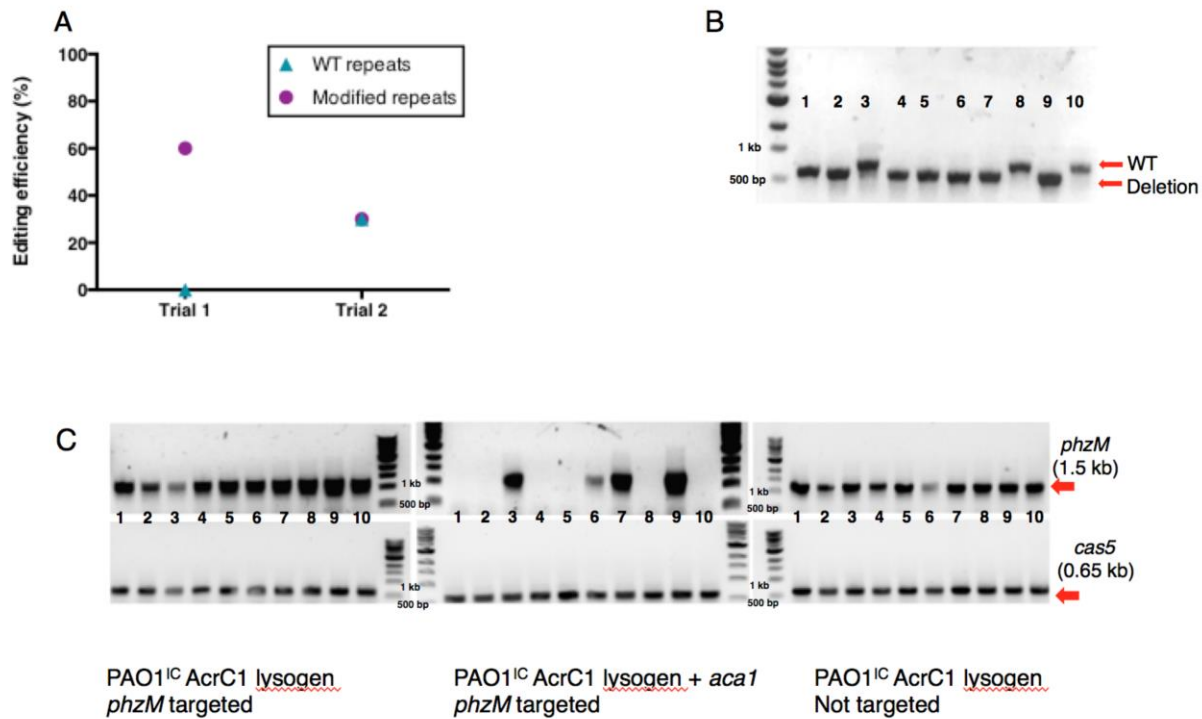 A
Editing efficiency (%)
100
80
60
40
20
0
Trial 1
Trial 2
WT repeats
Modified repeats
B
1 2 3 4 5 6 7 8 9 10
1 kb
500 bp
WT
Deletion
C
1 kb
500 bp
1 kb
500 bp
1 kb
500 bp
phzM
(1.5 kb)
1 2 3 4 5 6 7 8 9 10
1 2 3 4 5 6 7 8 9 10
1 2 3 4 5 6 7 8 9 10
1 kb
500 bp
1 kb
500 bp
1 kb
500 bp
cas5
(0.65 kb)
PAO1IC AcrC1 lysogen
phzM targeted
PAO1IC AcrC1 lysogen + aca1
phzM targeted
PAO1IC AcrC1 lysogen
Not targeted